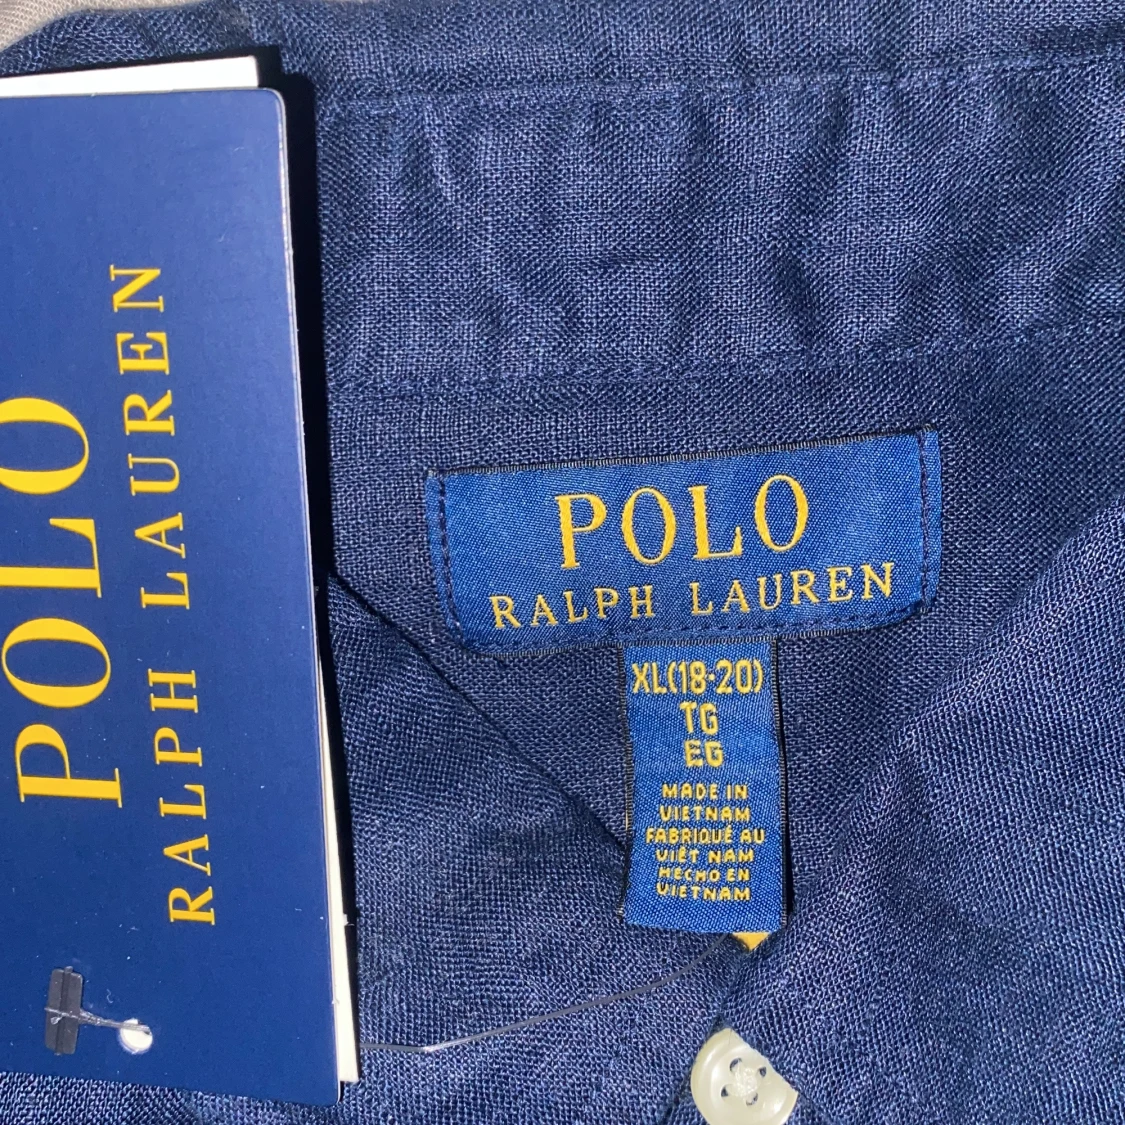 POLO
RALPH LAUREN
POLO
RALPH LAUREN
XL(18-20)
TG
EG
MADE IN
VIETNAM
FABRIQUÉ AU
VIÊT NAM
HECHO EN
VIETNAM